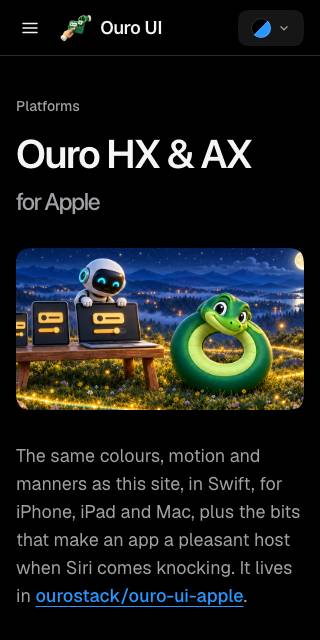 Ouro UI
Platforms
Ouro HX & AX
for Apple
The same colours, motion and
manners as this site, in Swift, for
iPhone, iPad and Mac, plus the bits
that make an app a pleasant host
when Siri comes knocking. It lives
in ourostack/ouro-ui-apple.